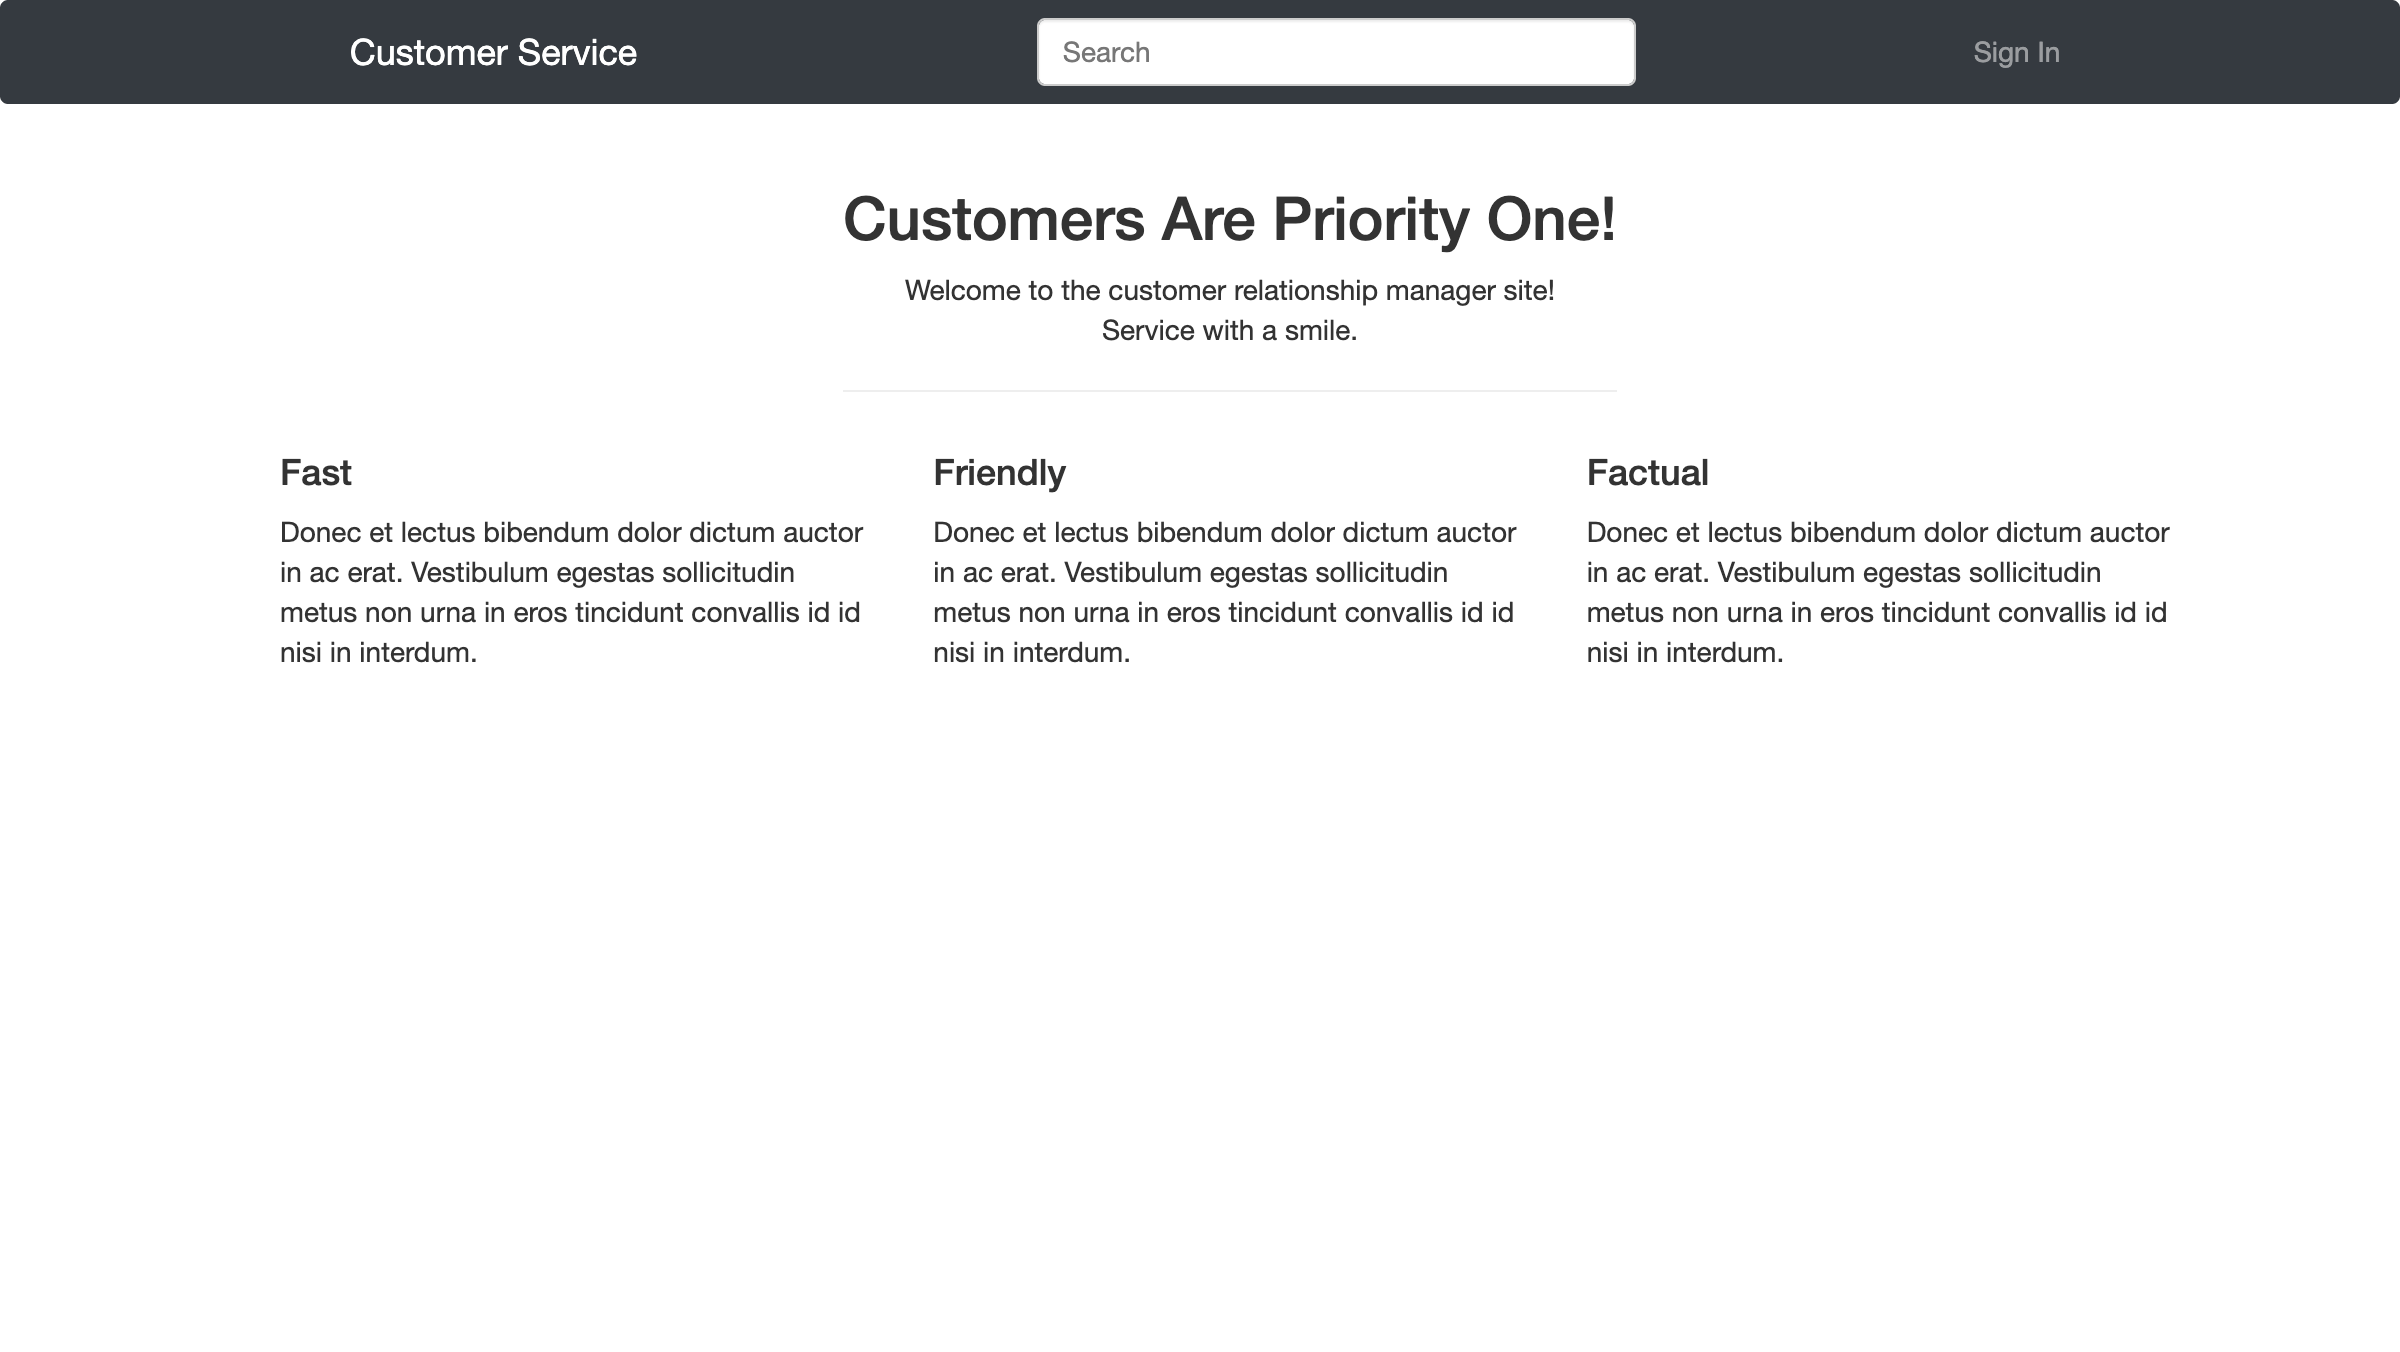 Customer Service
Search
Sign In
Customers Are Priority One!
Welcome to the customer relationship manager site!
Service with a smile.
Fast
Donec et lectus bibendum dolor dictum auctor
in ac erat. Vestibulum egestas sollicitudin
metus non urna in eros tincidunt convallis id id
nisi in interdum.
Friendly
Donec et lectus bibendum dolor dictum auctor
in ac erat. Vestibulum egestas sollicitudin
metus non urna in eros tincidunt convallis id id
nisi in interdum.
Factual
Donec et lectus bibendum dolor dictum auctor
in ac erat. Vestibulum egestas sollicitudin
metus non urna in eros tincidunt convallis id id
nisi in interdum.